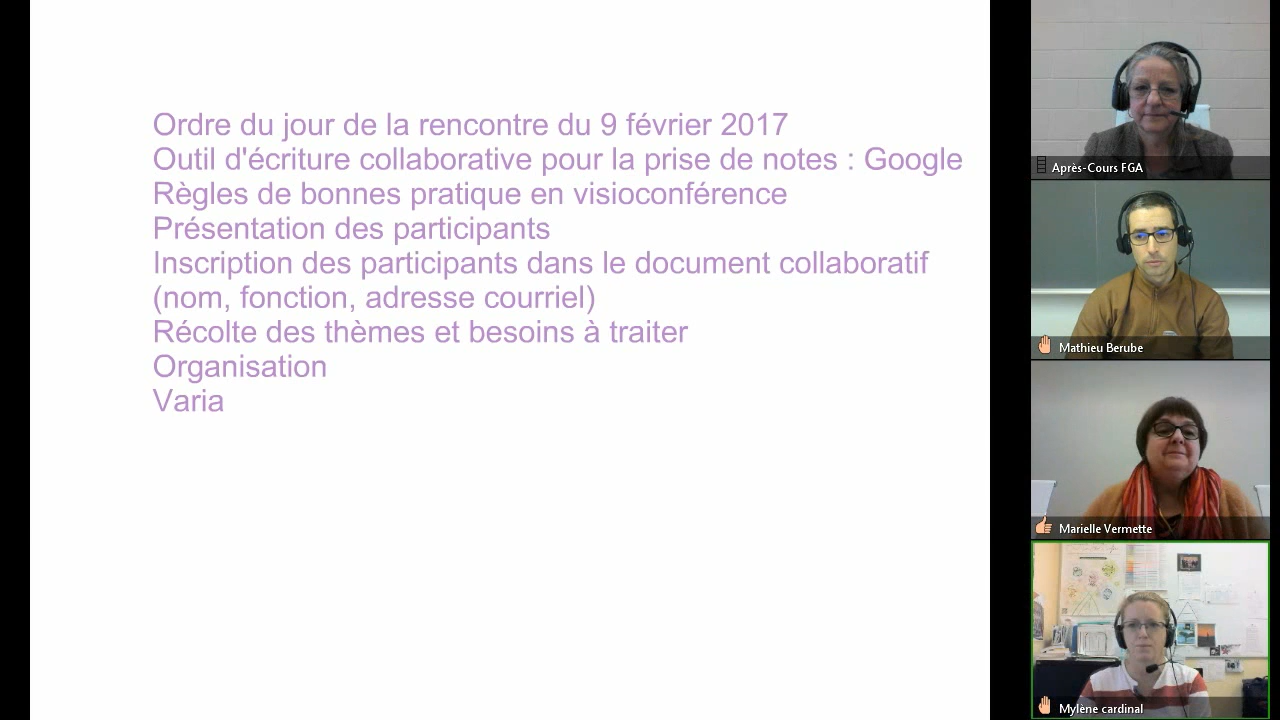 Ordre du jour de la rencontre du 9 février 2017
Outil d'écriture collaborative pour la prise de notes : Google
Règles de bonnes pratique en visioconférence
Présentation des participants
Inscription des participants dans le document collaboratif
(nom, fonction, adresse courriel)
Récolte des thèmes et besoins à traiter
Organisation
Varia
Après-Cours FGA
Mathieu Berube
Marielle Vermette
Mylène cardinal